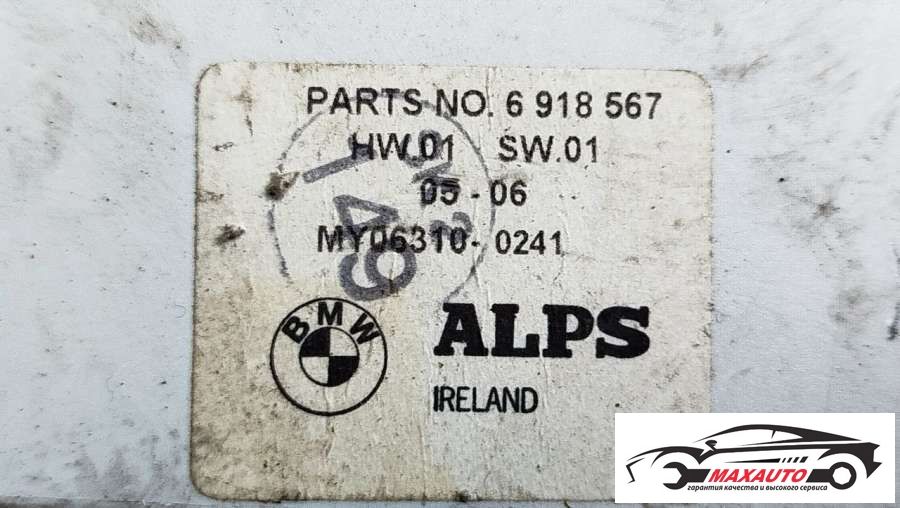 PARTS NO. 6 918 567
HW.01 SW.01
05-06
MY06310-0241
149
BMW
ALPS
IRELAND
MAXAUTO
гарантия качества и высокого сервиса